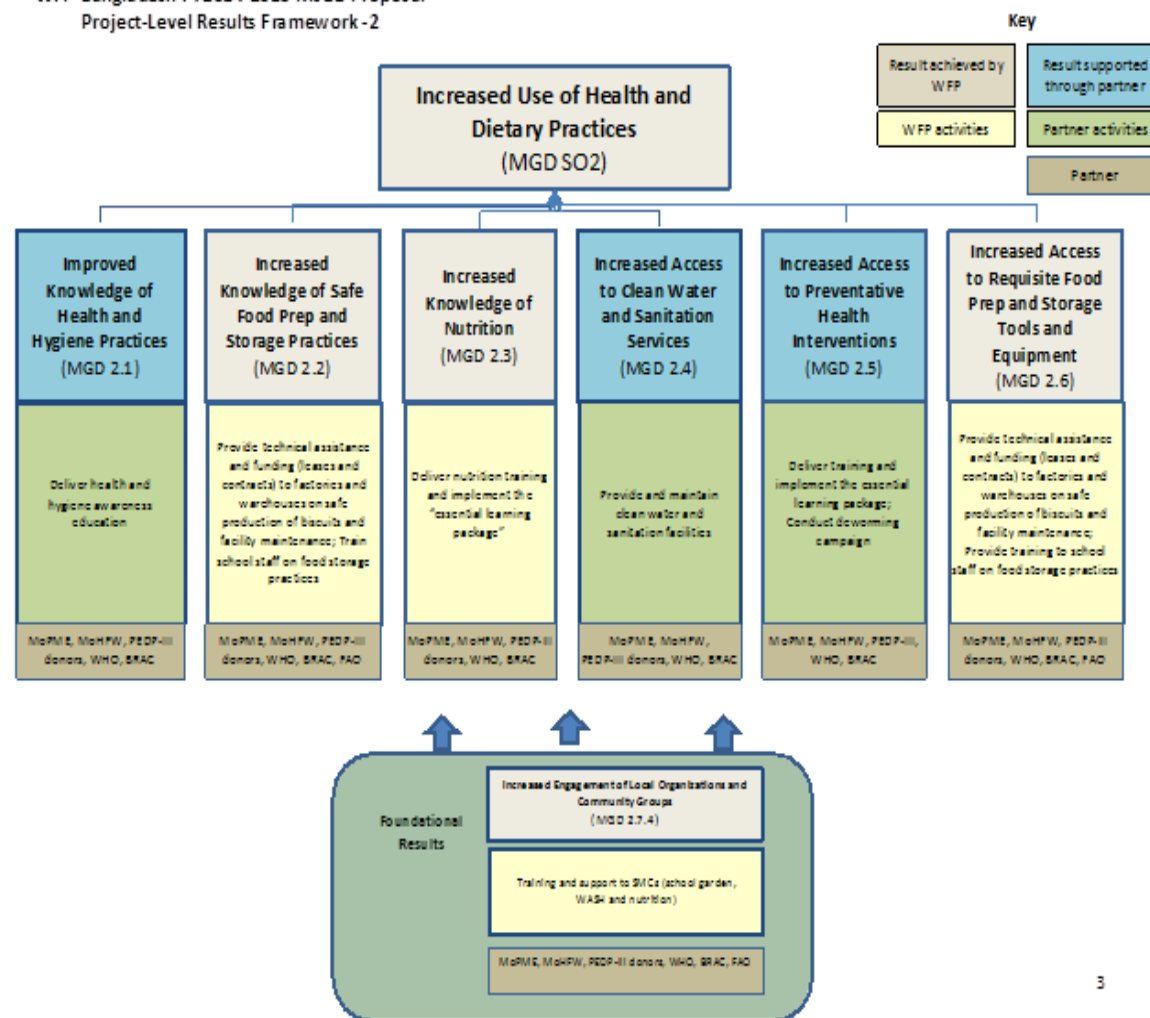 Project-Level Results Framework -2
Key
Result achieved by
WFP
Result supported
through partner
WFP activities
Partner activities
Partner
Increased Use of Health and
Dietary Practices
(MGD SO2)
Improved
Knowledge of
Health and
Hygiene Practices
(MGD 2.1)
Increased
Knowledge of Safe
Food Prep and
Storage Practices
(MGD 2.2)
Increased
Knowledge of
Nutrition
(MGD 2.3)
Increased Access
to Clean Water
and Sanitation
Services
(MGD 2.4)
Increased Access
to Preventative
Health
Interventions
(MGD 2.5)
Increased Access
to Requisite Food
Prep and Storage
Tools and
Equipment
(MGD 2.6)
Deliver health and
hygiene awareness
education
Provide technical assistance
and funding (leases and
contracts) to factories and
warehouses on safe
production of biscuits and
facility maintenance; Train
school staff on food storage
practices
Deliver nutrition training
and implement the
"essential learning
package"
Provide and maintain
clean water and
sanitation facilities
Deliver training and
implement the essential
learning package;
Conduct deworming
campaign
Provide technical assistance
and funding (leases and
contracts) to factories and
warehouses on safe
production of biscuits and
facility maintenance;
Provide training to school
staff on food storage practices
MoPME, MoHFW, PEDP-III
donors, WHO, BRAC
MoPME, MoHFW, PEDP-III
donors, WHO, BRAC, FAO
MoPME, MoHFW, PEDP-III
donors, WHO, BRAC
MoPME, MoHFW,
PEDP-III donors, WHO, BRAC
MoPME, MoHFW, PEDP-III,
WHO, BRAC
MoPME, MoHFW, PEDP-III
donors, WHO, BRAC, FAO
Foundational
Results
Increased Engagement of Local Organizations and
Community Groups
(MGD 2.7.4)
Training and support to SMCs (school garden,
WASH and nutrition)
MoPME, MoHFW, PEDP-III donors, WHO, BRAC, FAO
3